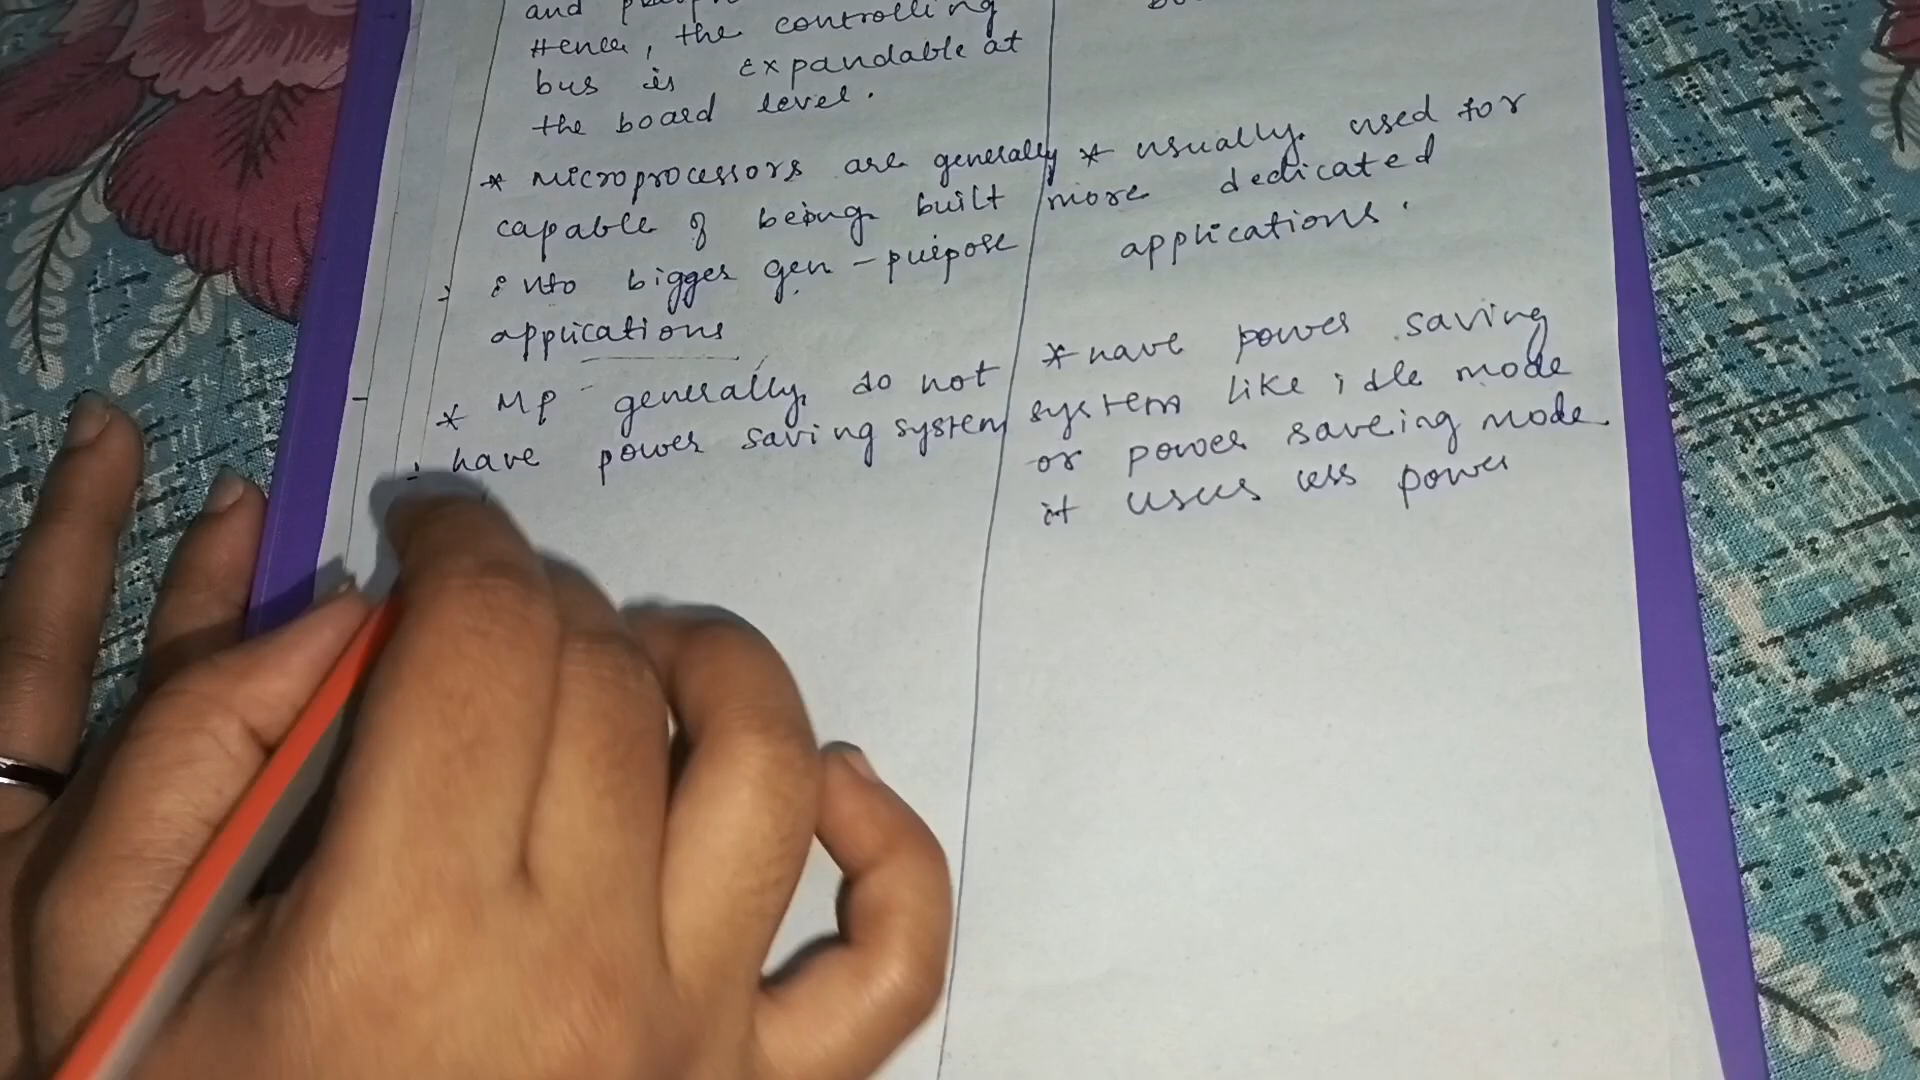 and
Hence, the controlling
bus is expandable at
the board level.
* Microprocessors are generally
capable of being built
into bigger gen-purpose
applications
* MP generally do not
have power saving system
* usually used for
more dedicated
applications.
* have power saving
system like idle mode
or power saveing mode
it uses less power